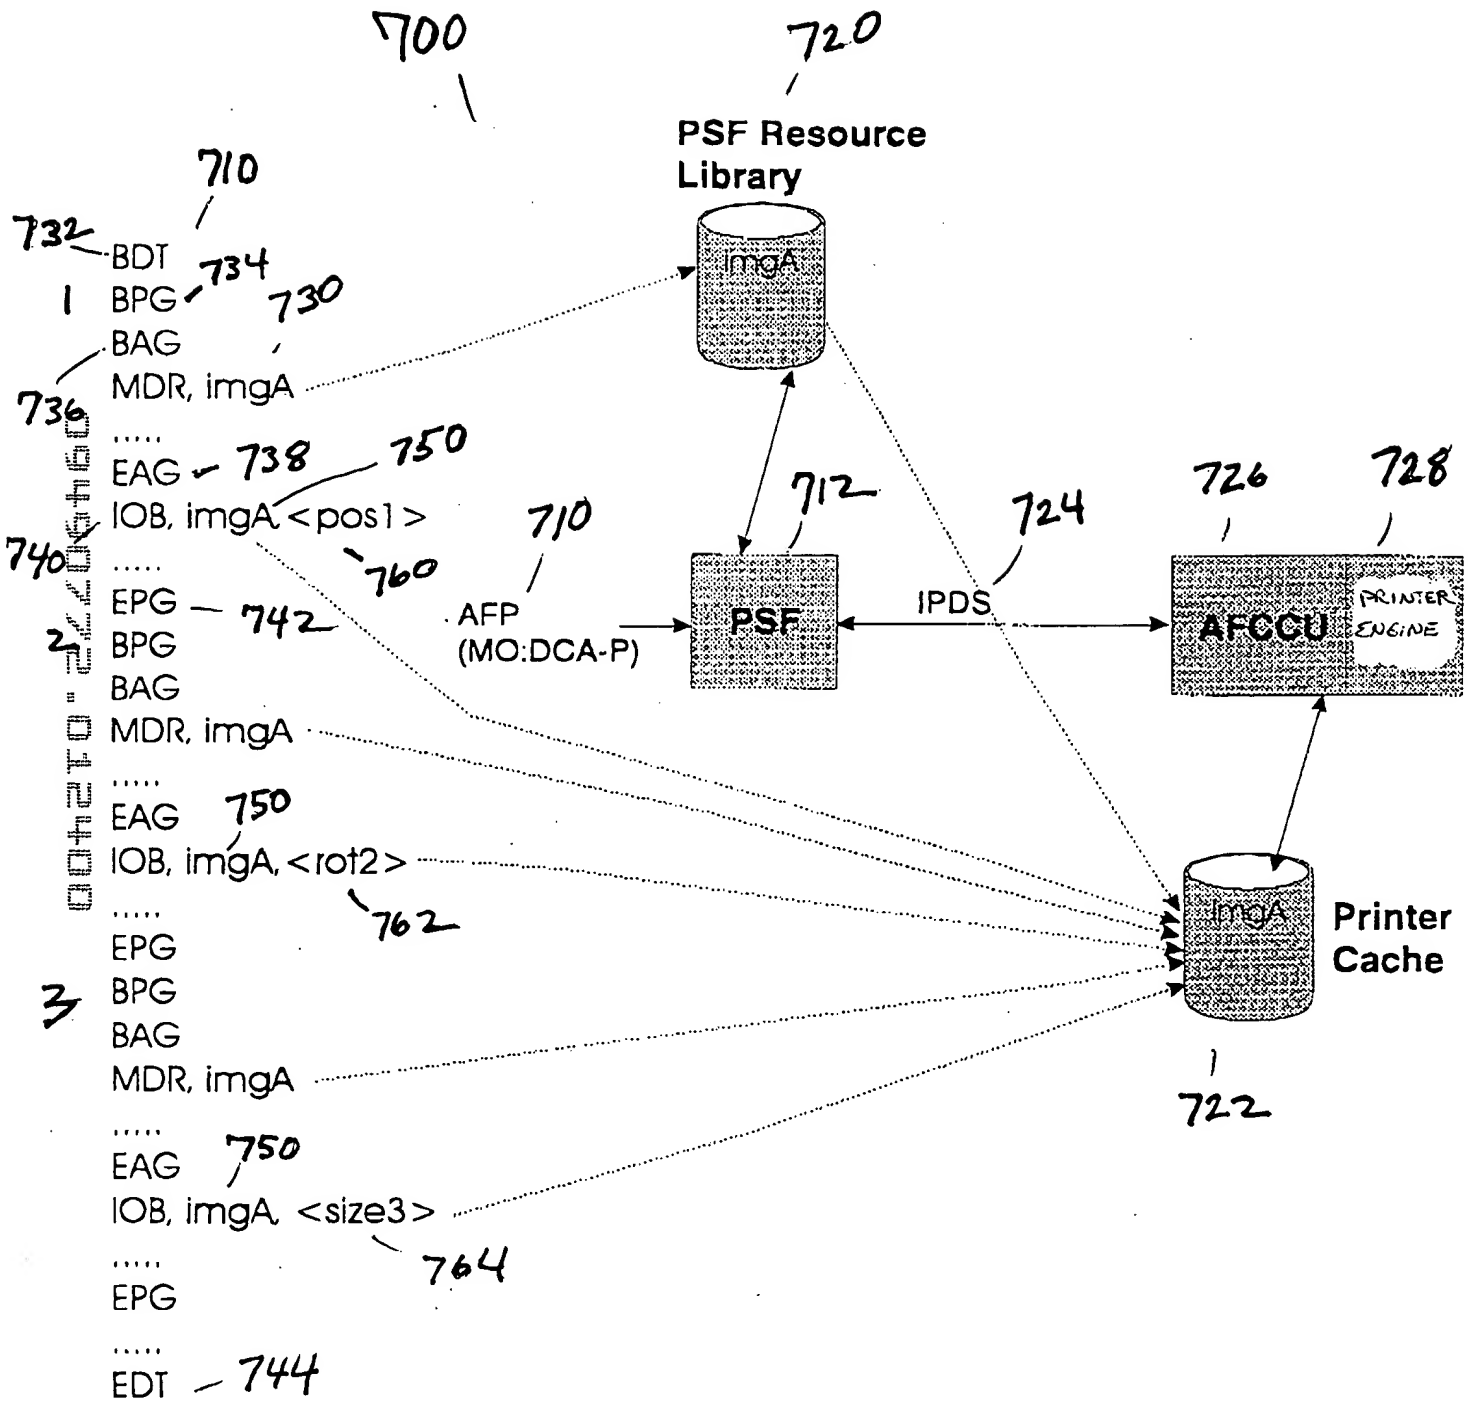 700
720
PSF Resource
Library
710
732
BDT
734
1
BPG
730
BAG
MDR, imgA
736
.....
EAG
738
750
IOB, imgA, <pos1>
740
760
.....
EPG
742
2
BPG
BAG
MDR, imgA
.....
EAG
750
IOB, imgA, <rot2>
762
.....
EPG
3
BPG
BAG
MDR, imgA
.....
EAG
750
IOB, imgA, <size3>
764
.....
EPG
.....
EDT
744
imgA
712
710
AFP
(MO:DCA-P)
PSF
724
IPDS
726
728
AFCCU
PRINTER
ENGINE
imgA
Printer
Cache
722